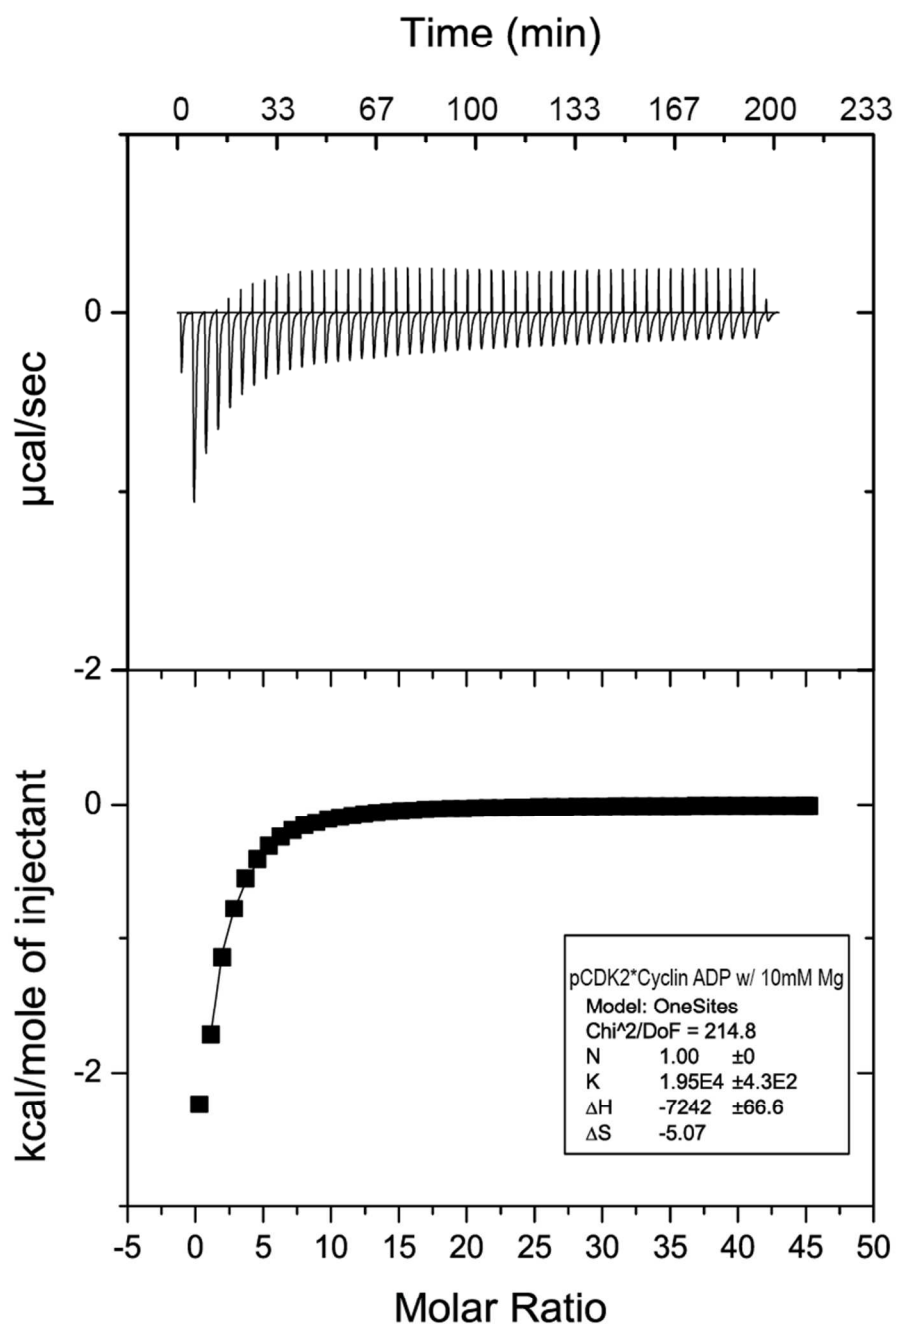 Time (min)
0 33 67 100 133 167 200 233
0
-2
µcal/sec
0
-2
kcal/mole of injectant
pCDK2*Cyclin ADP w/ 10mM Mg
Model: OneSites
Chi^2/DoF = 214.8
N 1.00 ±0
K 1.95E4 ±4.3E2
ΔH -7242 ±66.6
ΔS -5.07
-5 0 5 10 15 20 25 30 35 40 45 50
Molar Ratio